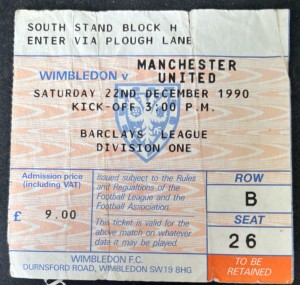 SOUTH STAND BLOCK H
ENTER VIA PLOUGH LANE
WIMBLEDON v MANCHESTER
UNITED
SATURDAY 22ND DECEMBER 1990
KICK-OFF 3:00 P.M.
BARCLAYS LEAGUE
DIVISION ONE
Admission price
(including VAT)
£ 9.00
Issued subject to the Rules
and Regualtions of the
Football League and the
Football Association.
This ticket is valid for the
above match on whatever
date it may be played.
ROW
B
SEAT
26
WIMBLEDON F.C.
DURNSFORD ROAD, WIMBLEDON SW19 8HG
TO BE
RETAINED